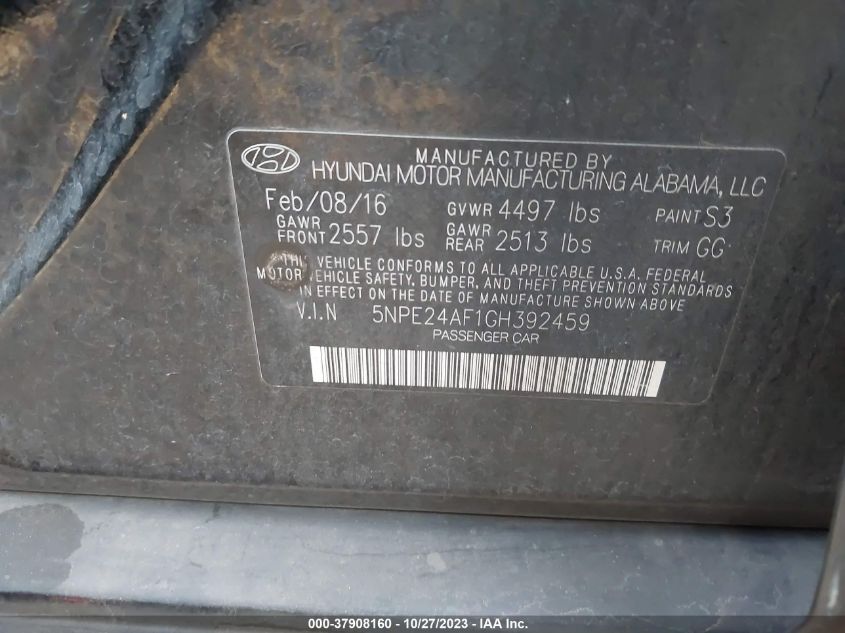 MANUFACTURED BY
HYUNDAI MOTOR MANUFACTURING ALABAMA, LLC
Feb/08/16 GVWR 4497 lbs PAINT S3
GAWR FRONT 2557 lbs GAWR REAR 2513 lbs TRIM GG
THIS VEHICLE CONFORMS TO ALL APPLICABLE U.S.A. FEDERAL
MOTOR VEHICLE SAFETY, BUMPER, AND THEFT PREVENTION STANDARDS
IN EFFECT ON THE DATE OF MANUFACTURE SHOWN ABOVE
V.I.N 5NPE24AF1GH392459
PASSENGER CAR
000-37908160 - 10/27/2023 - IAA Inc.